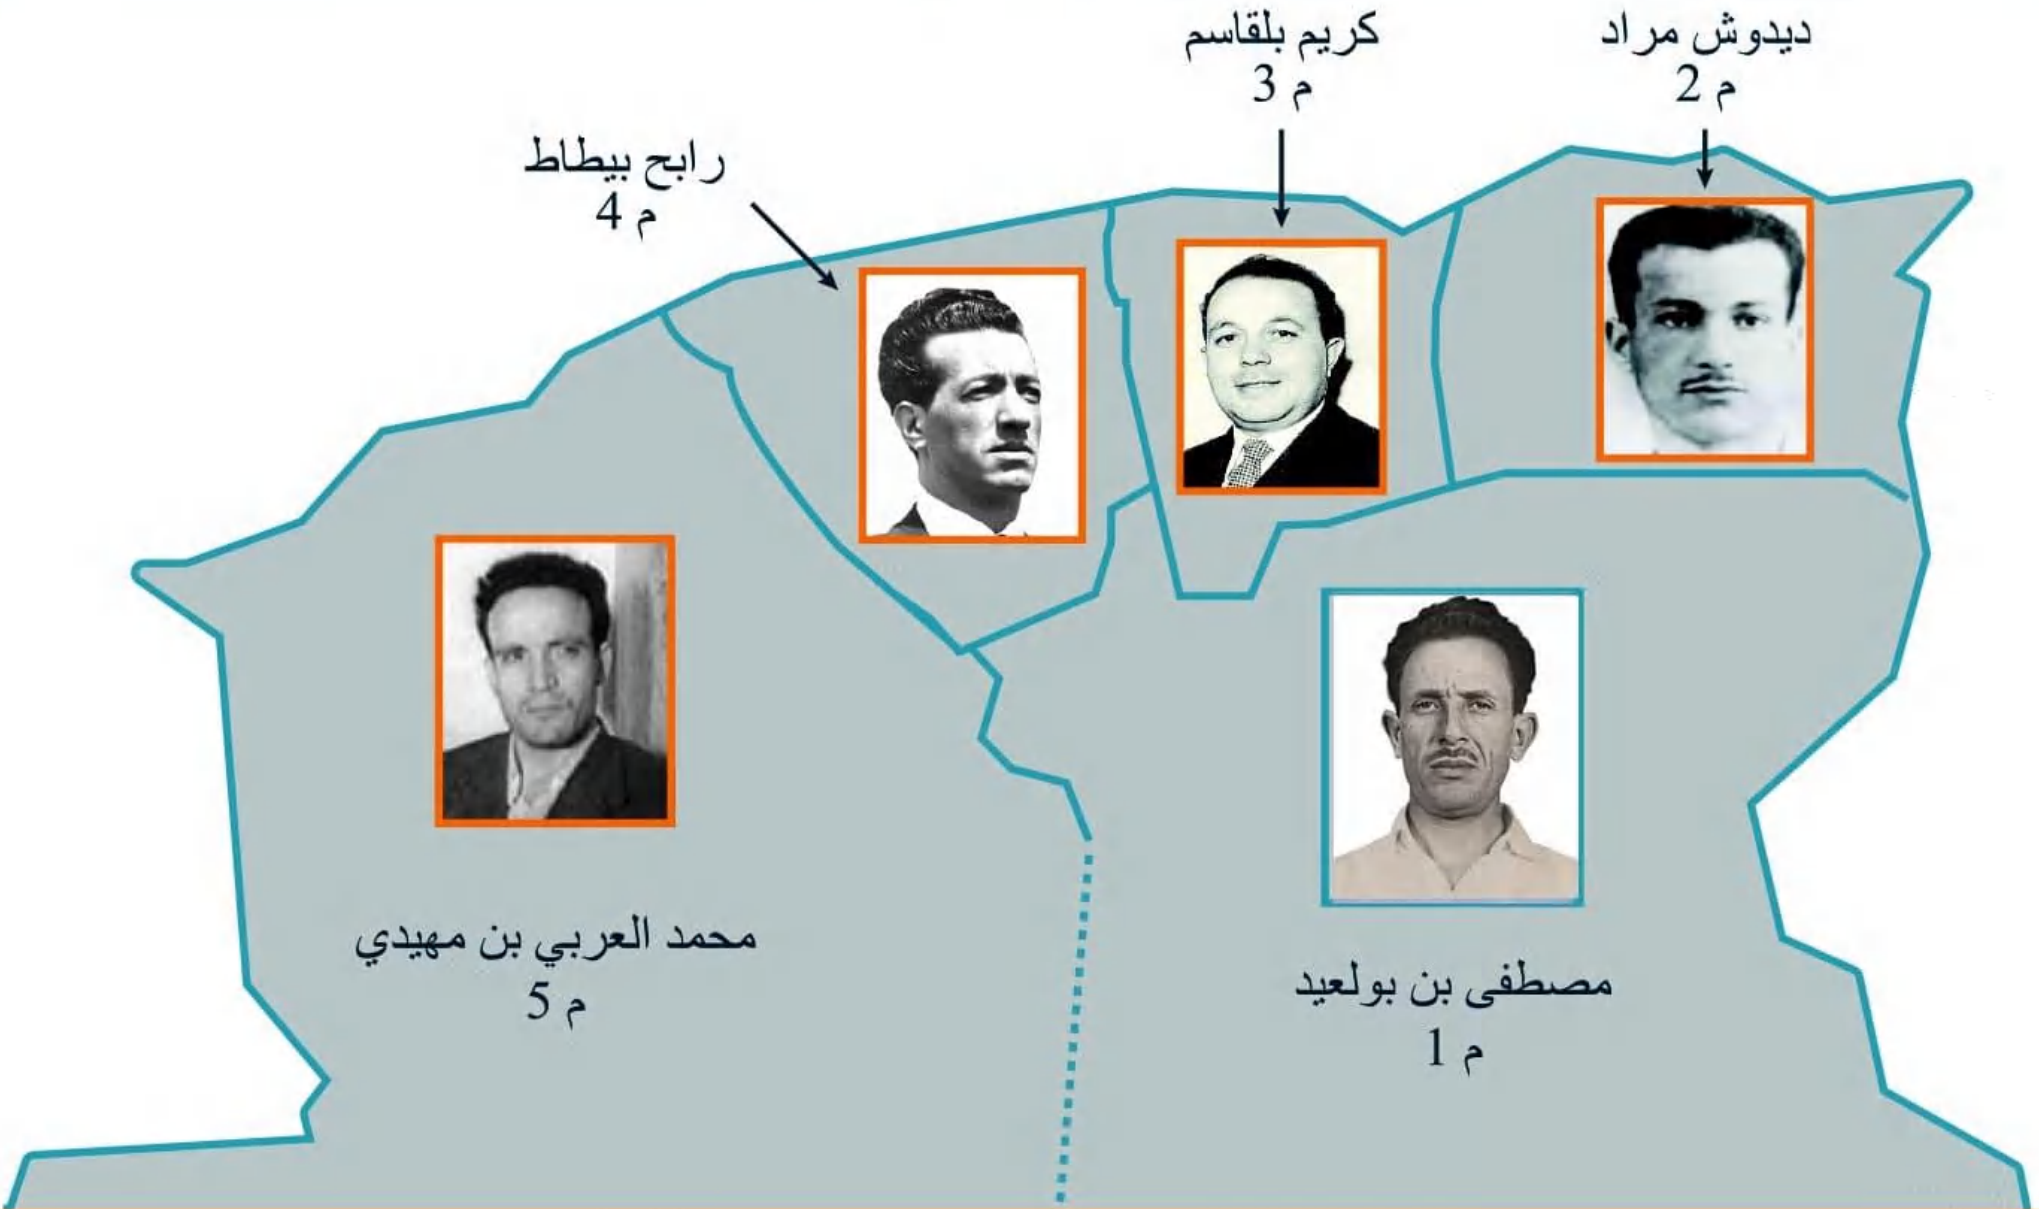 ديدوش مراد
م 2
كريم بلقاسم
م 3
رابح بيطاط
م 4
محمد العربي بن مهيدي
م 5
مصطفى بن بولعيد
م 1